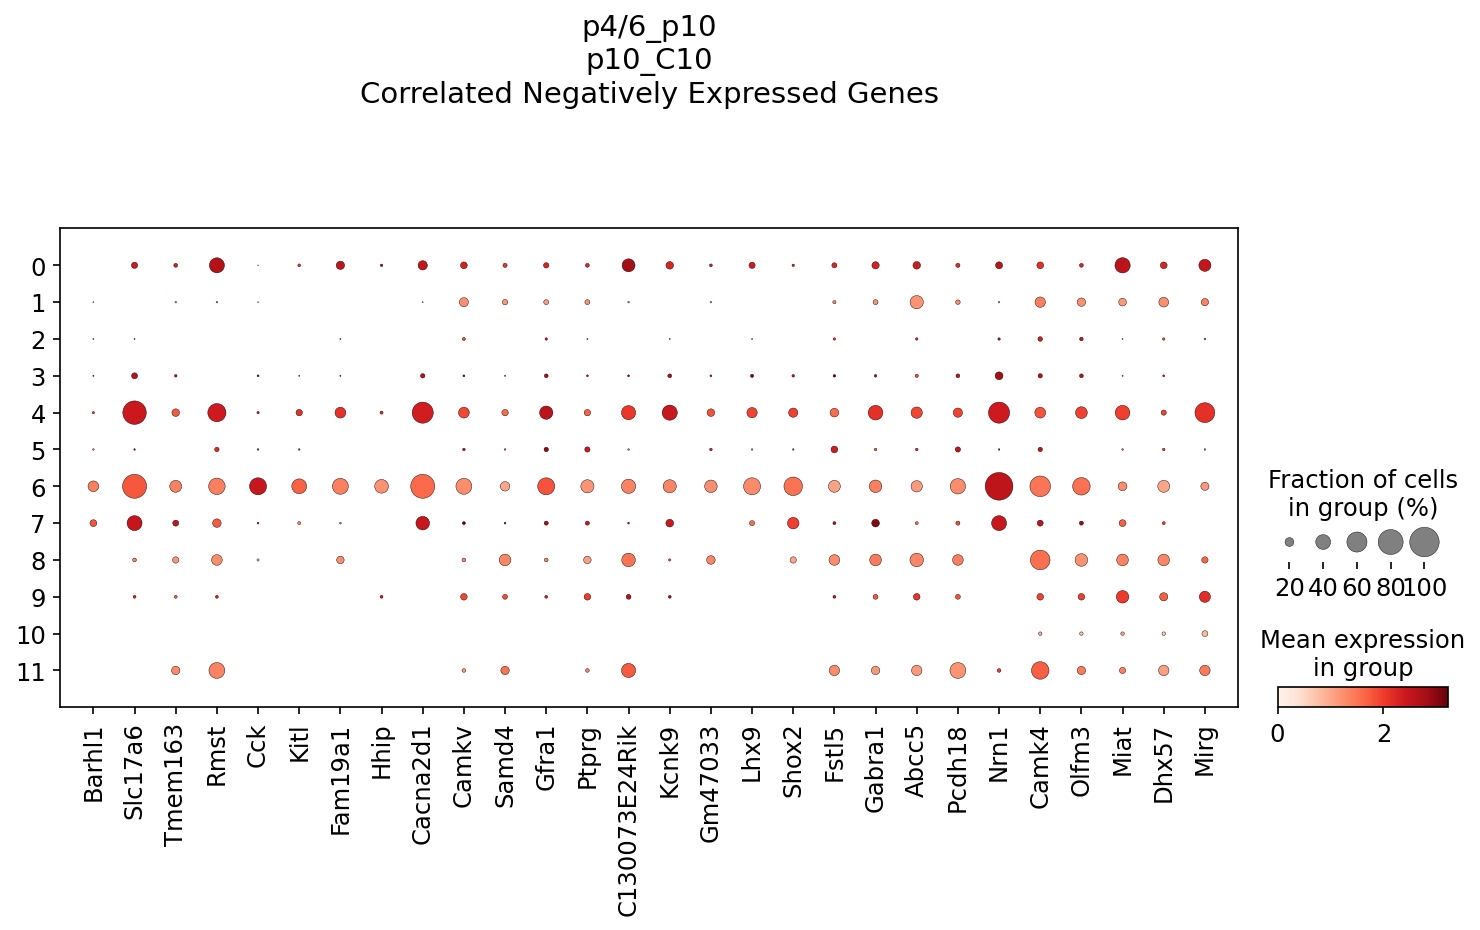 p4/6_p10
p10_C10
Correlated Negatively Expressed Genes
0
1
2
3
4
5
6
7
8
9
10
11
Barhl1
Slc17a6
Tmem163
Rmst
Cck
Kitl
Fam19a1
Hhip
Cacna2d1
Camkv
Samd4
Gfra1
Ptprg
C130073E24Rik
Kcnk9
Gm47033
Lhx9
Shox2
Fstl5
Gabra1
Abcc5
Pcdh18
Nrn1
Camk4
Olfm3
Miat
Dhx57
Mirg
Fraction of cells
in group (%)
20 40 60 80 100
Mean expression
in group
0 2